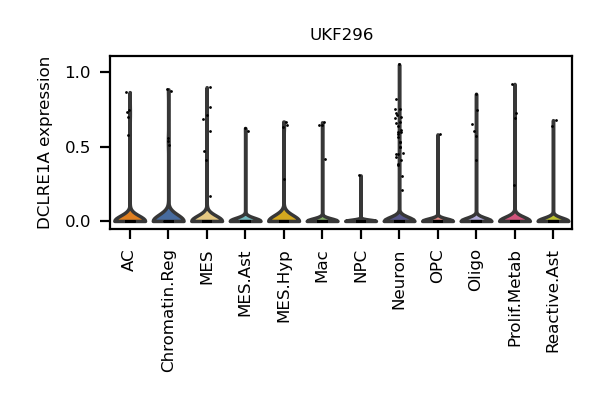 UKF296
DCLRE1A expression
1.0
0.5
0.0
AC
Chromatin.Reg
MES
MES.Ast
MES.Hyp
Mac
NPC
Neuron
OPC
Oligo
Prolif.Metab
Reactive.Ast